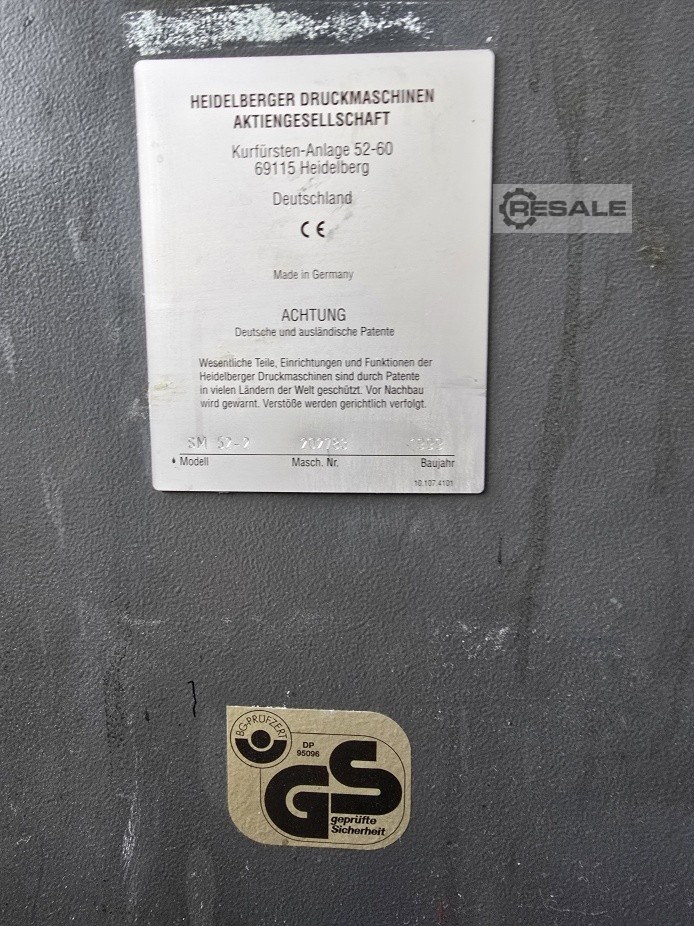 HEIDELBERGER DRUCKMASCHINEN
AKTIENGESELLSCHAFT
Kurfürsten-Anlage 52-60
69115 Heidelberg
Deutschland
CE
RESALE
Made in Germany
ACHTUNG
Deutsche und ausländische Patente
Wesentliche Teile, Einrichtungen und Funktionen der
Heidelberger Druckmaschinen sind durch Patente
in vielen Ländern der Welt geschützt. Vor Nachbau
wird gewarnt. Verstöße werden gerichtlich verfolgt.
SM 52-2
Modell Masch. Nr. Baujahr
10.107.4101
BG-PRÜFZERT
DP
95096
GS
geprüfte
Sicherheit